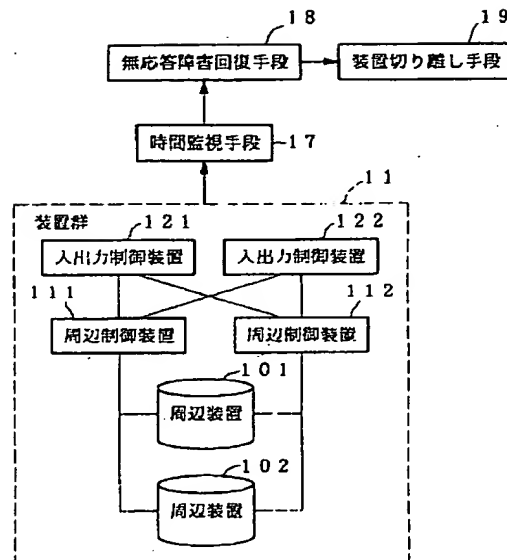 18
19
無応答障害回復手段
装置切り離し手段
時間監視手段
17
11
装置群
121
122
入出力制御装置
入出力制御装置
111
112
周辺制御装置
周辺制御装置
101
周辺装置
102
周辺装置